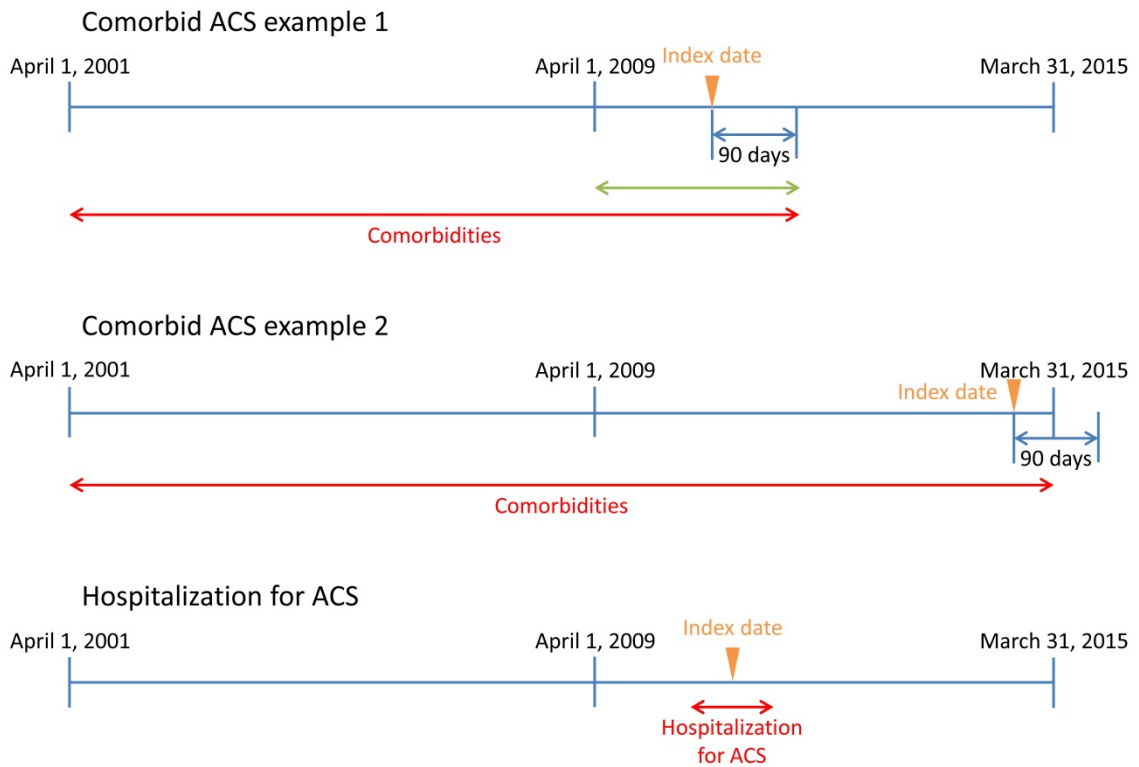 Comorbid ACS example 1
Index date
April 1, 2001
April 1, 2009
March 31, 2015
90 days
Comorbidities
Comorbid ACS example 2
April 1, 2001
April 1, 2009
March 31, 2015
Index date
90 days
Comorbidities
Hospitalization for ACS
Index date
April 1, 2001
April 1, 2009
March 31, 2015
Hospitalization
for ACS